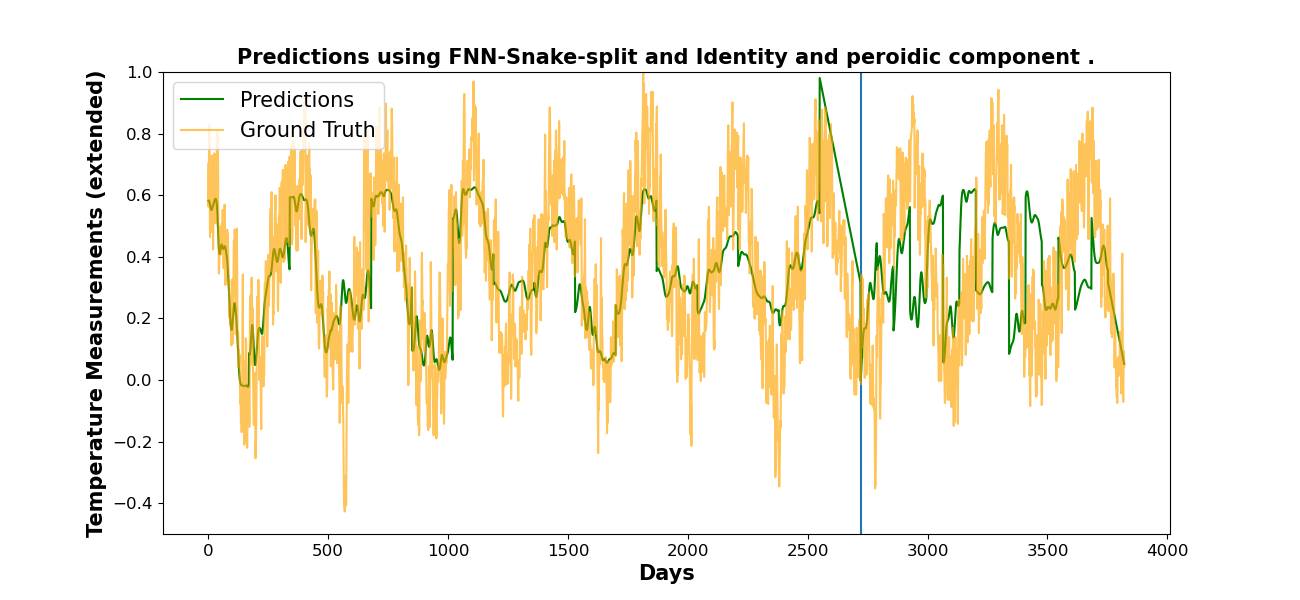 Predictions using FNN-Snake-split and Identity and peroidic component .
Temperature Measurements (extended)
1.0
0.8
0.6
0.4
0.2
0.0
−0.2
−0.4
Predictions
Ground Truth
0 500 1000 1500 2000 2500 3000 3500 4000
Days